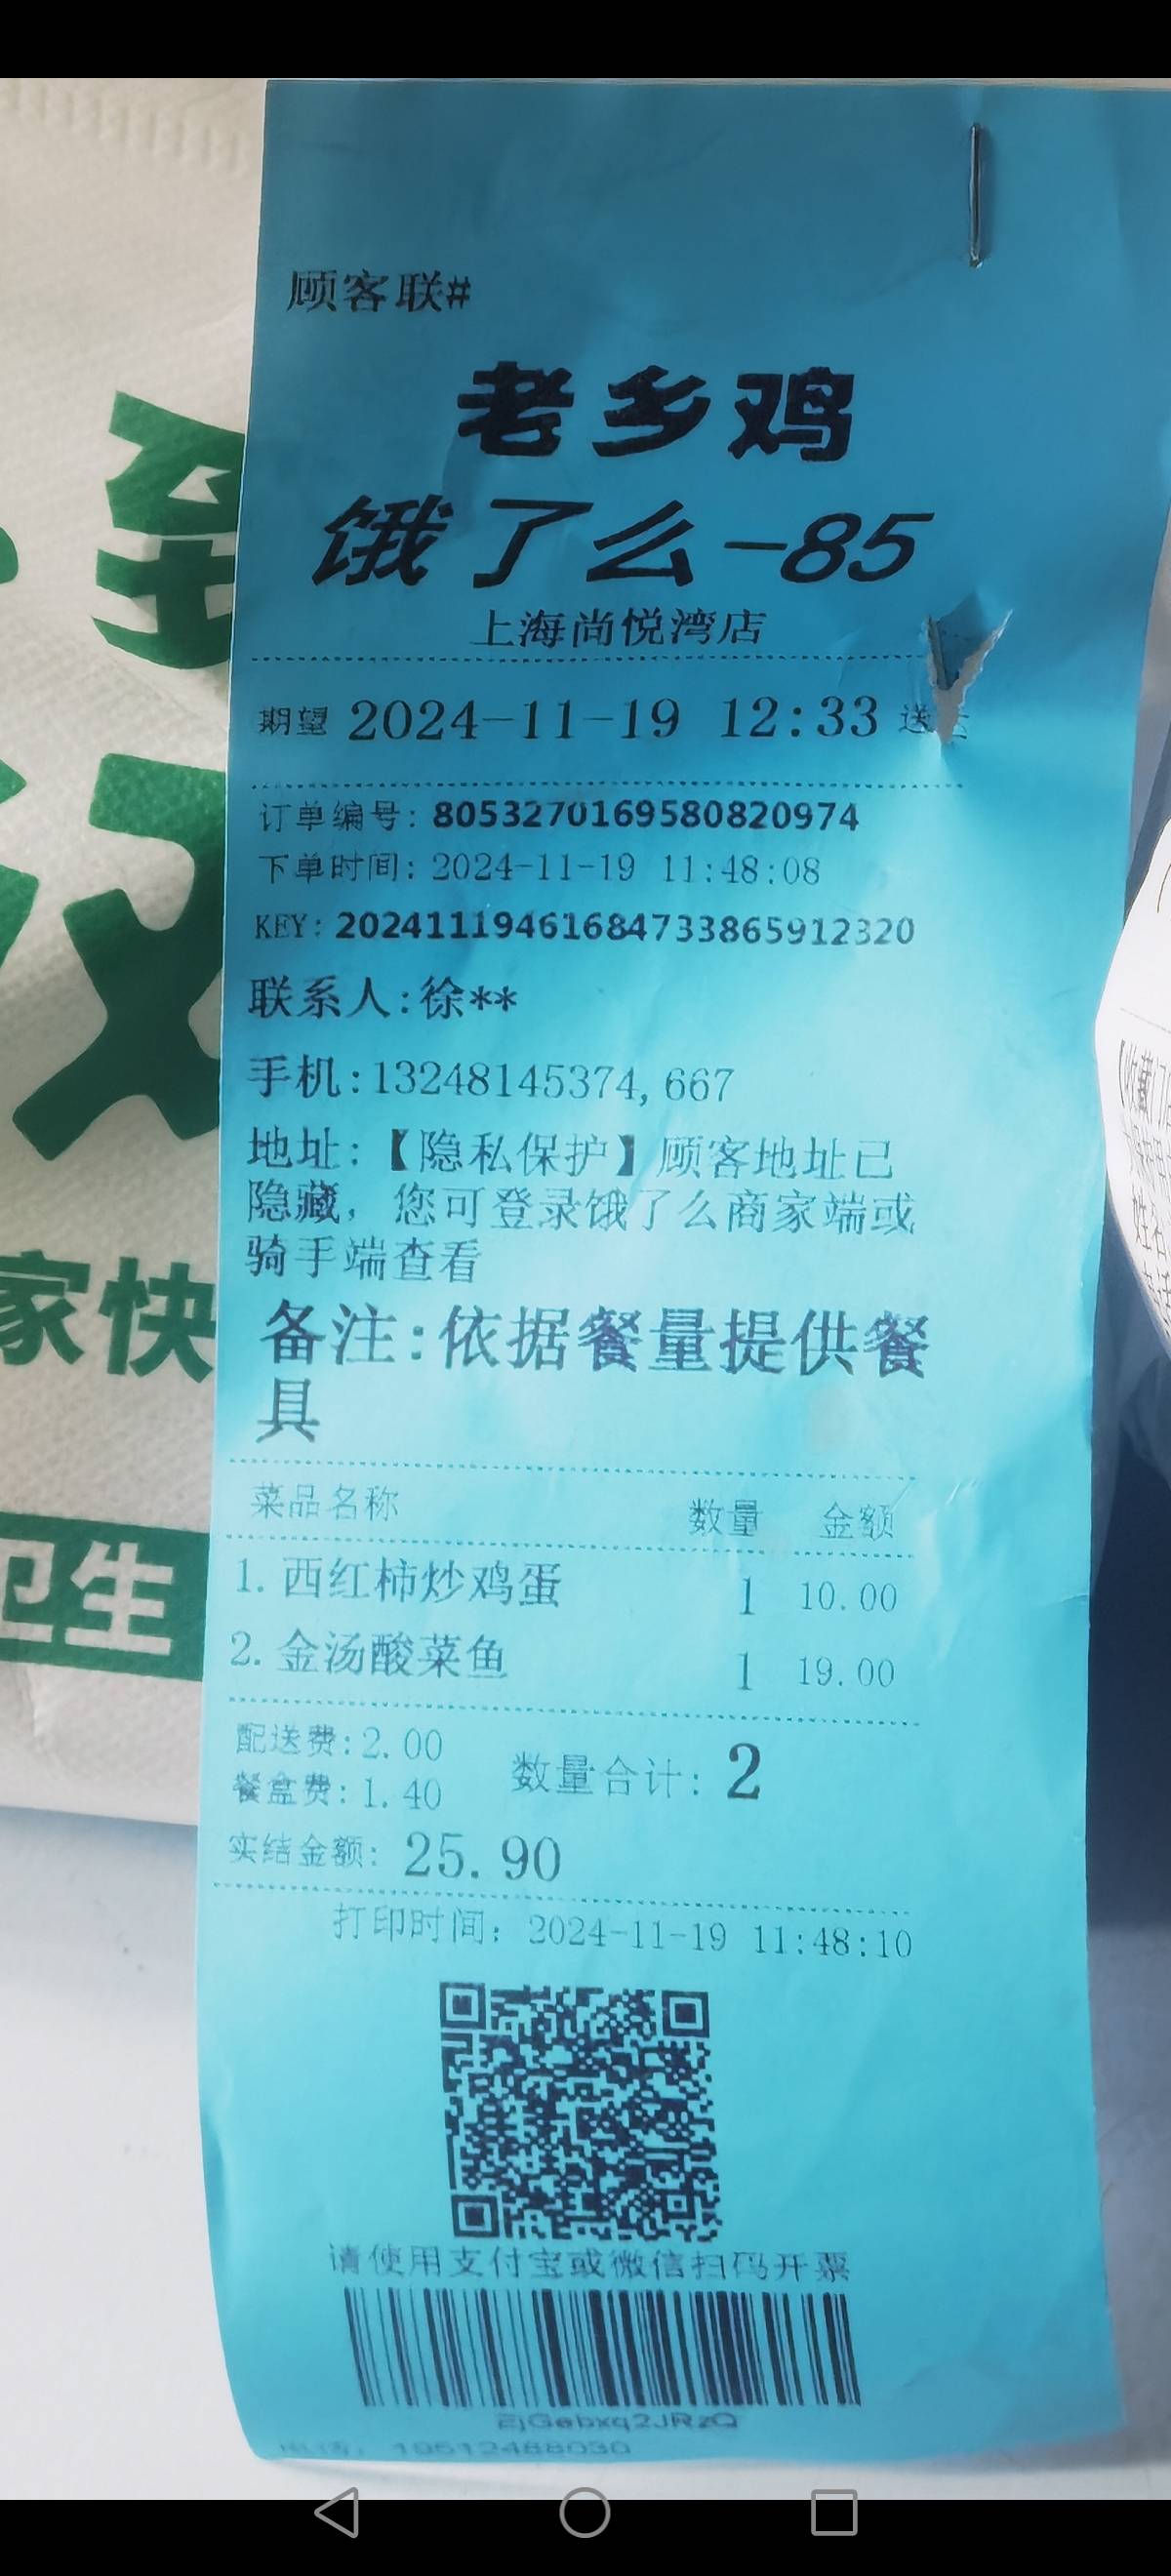 顾客联#
老乡鸡
饿了么-85
上海尚悦湾店
期望 2024-11-19 12:33 送
订单编号: 8053270169580820974
下单时间: 2024-11-19 11:48:08
KEY: 2024111946168473386591​2320
联系人:徐**
手机:13248145374,667
地址:【隐私保护】顾客地址已
隐藏，您可登录饿了么商家端或
骑手端查看
备注:依据餐量提供餐
具
菜品名称 数量 金额
1.西红柿炒鸡蛋 1 10.00
2.金汤酸菜鱼 1 19.00
配送费:2.00
餐盒费:1.40
数量合计: 2
实结金额: 25.90
打印时间: 2024-11-19 11:48:10
请使用支付宝或微信扫码开票
EjGebxq2JRzQ
家快
卫生